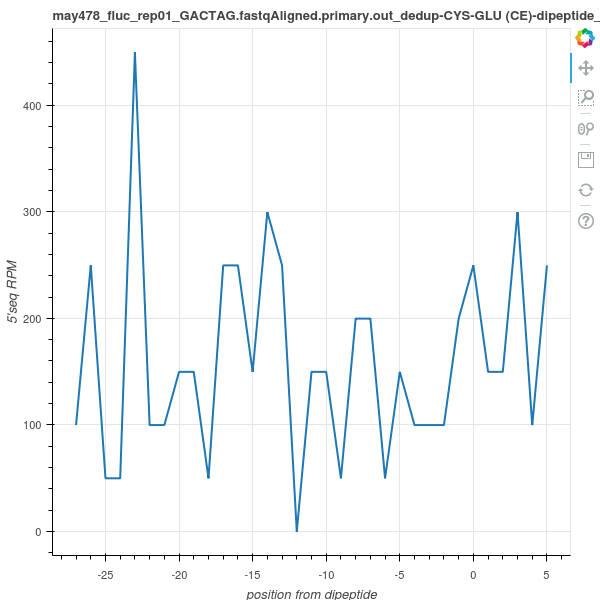 may478_fluc_rep01_GACTAG.fastqAligned.primary.out_dedup-CYS-GLU (CE)-dipeptide_
5'seq RPM
400
300
200
100
0
-25 -20 -15 -10 -5 0 5
position from dipeptide